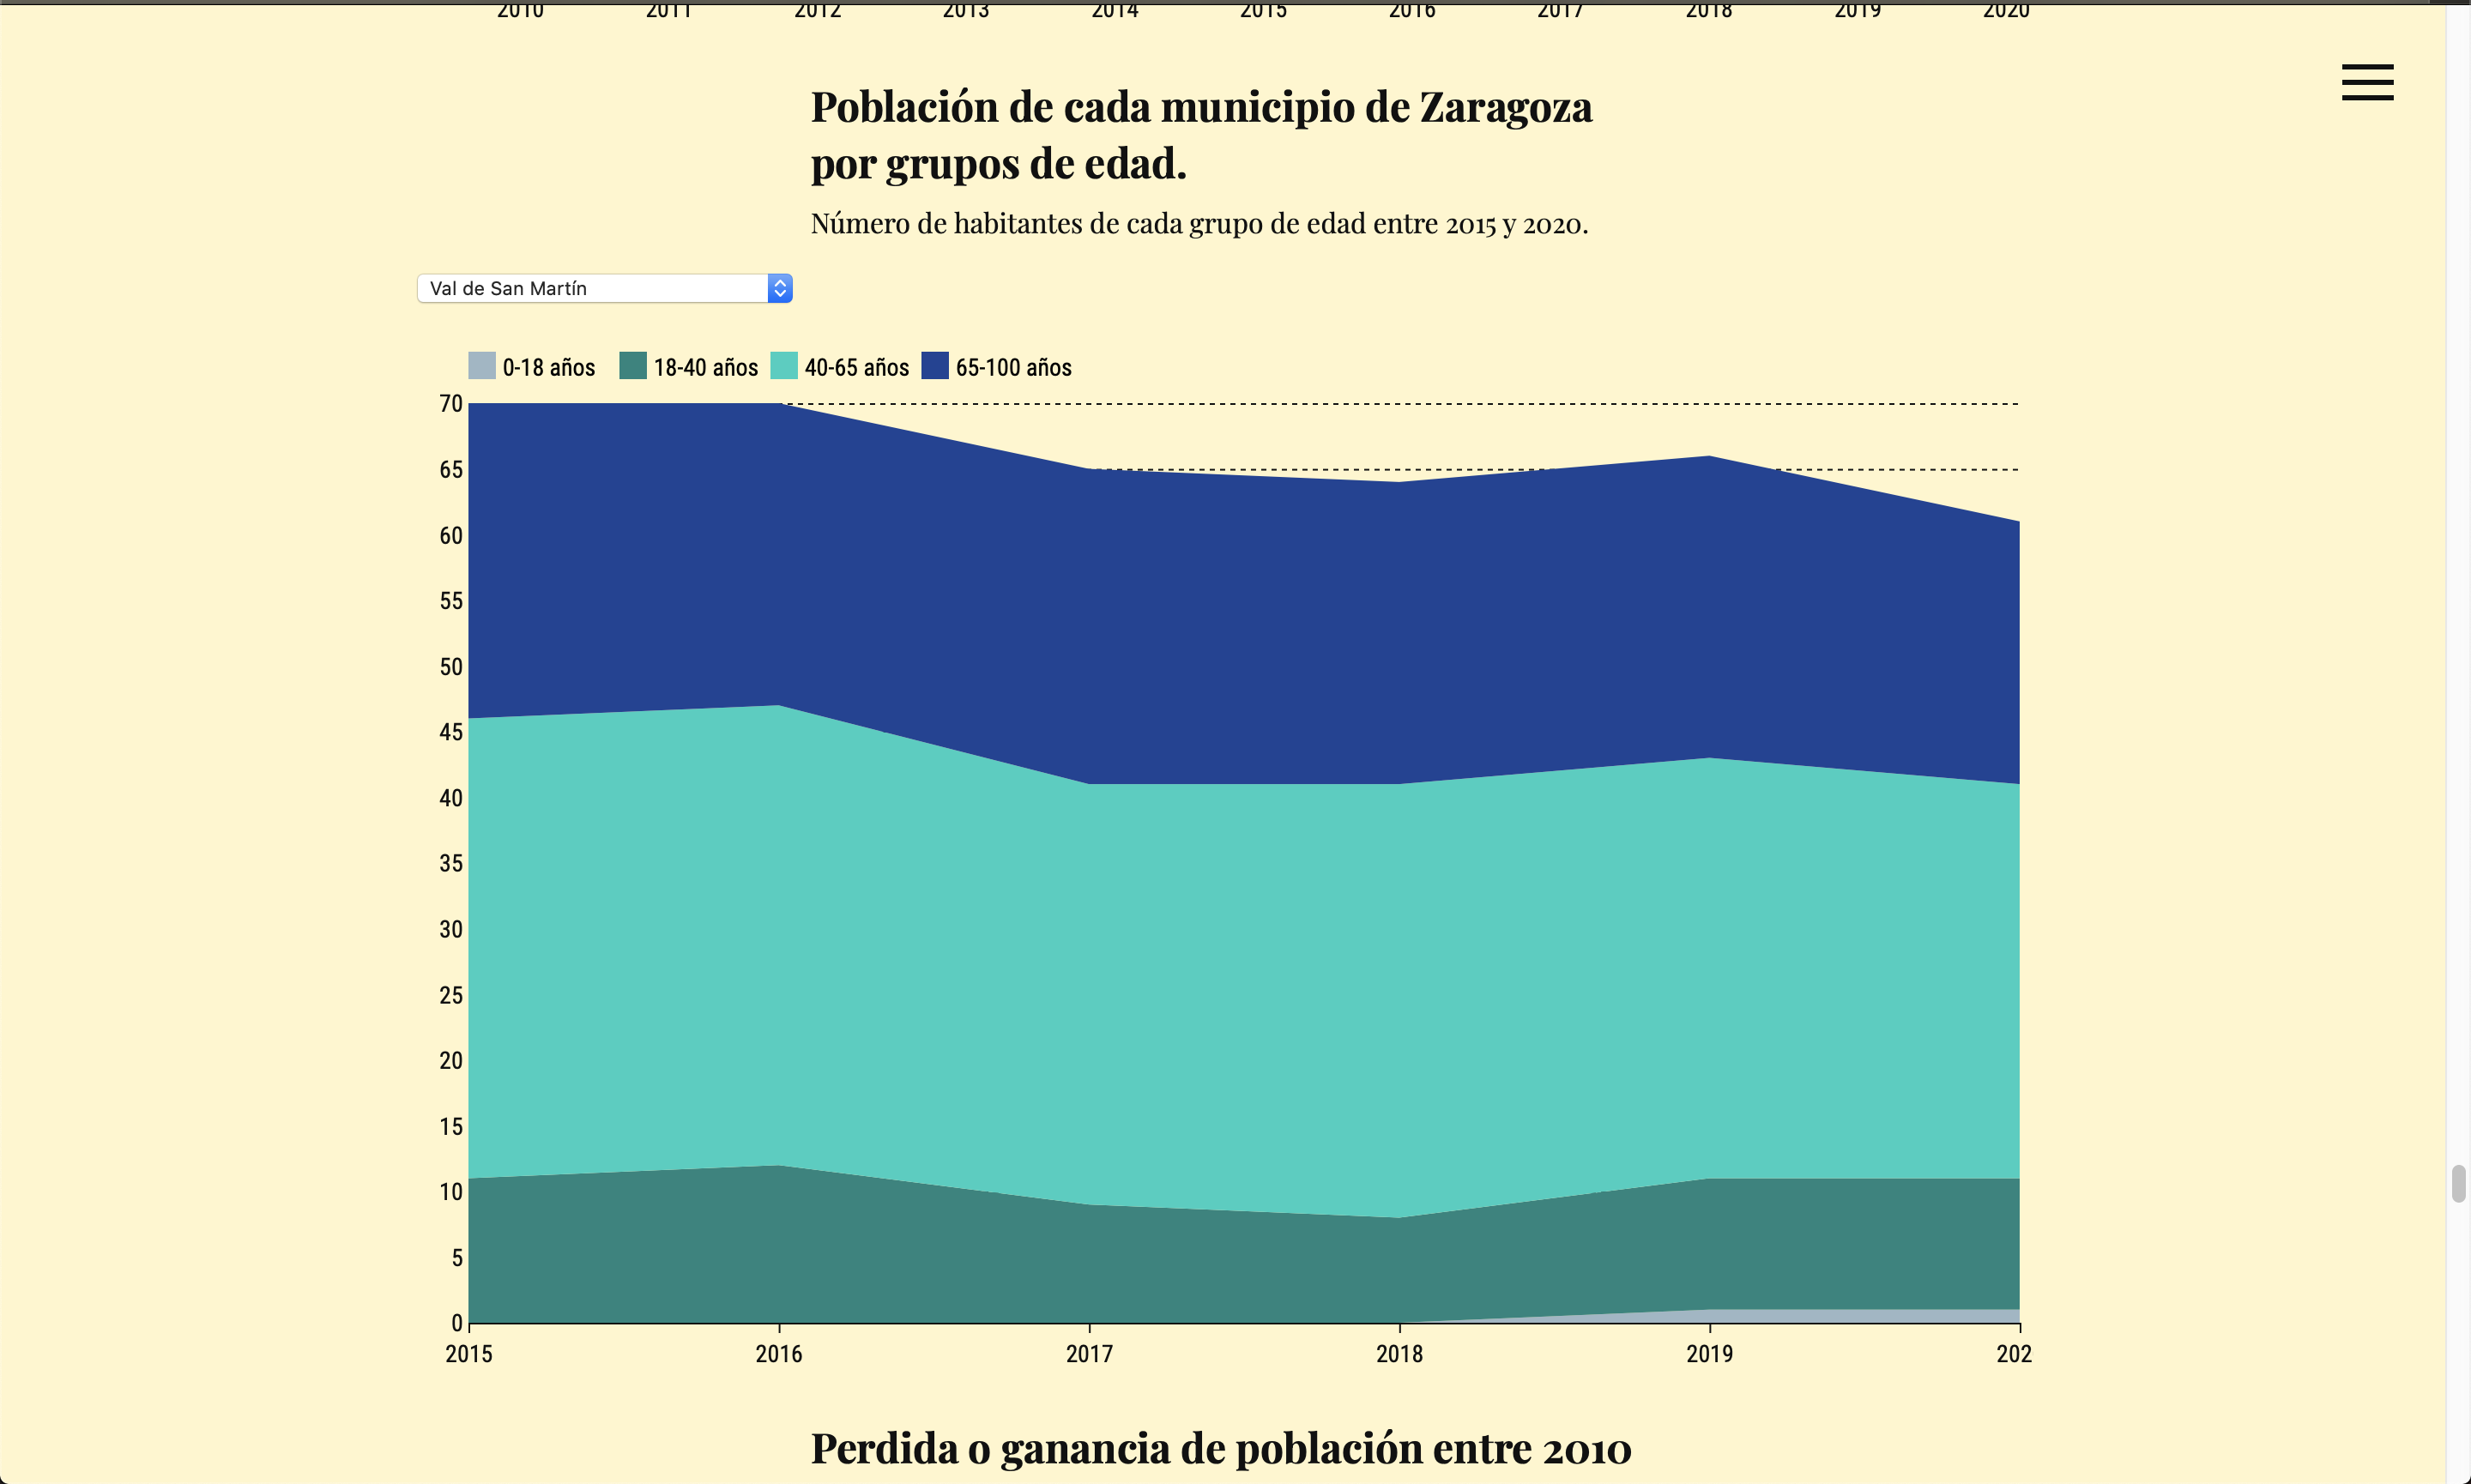 2010 2011 2012 2013 2014 2015 2016 2017 2018 2019 2020
Población de cada municipio de Zaragoza
por grupos de edad.
Número de habitantes de cada grupo de edad entre 2015 y 2020.
Val de San Martín
0-18 años 18-40 años 40-65 años 65-100 años
70
65
60
55
50
45
40
35
30
25
20
15
10
5
0
2015 2016 2017 2018 2019 202
Perdida o ganancia de población entre 2010